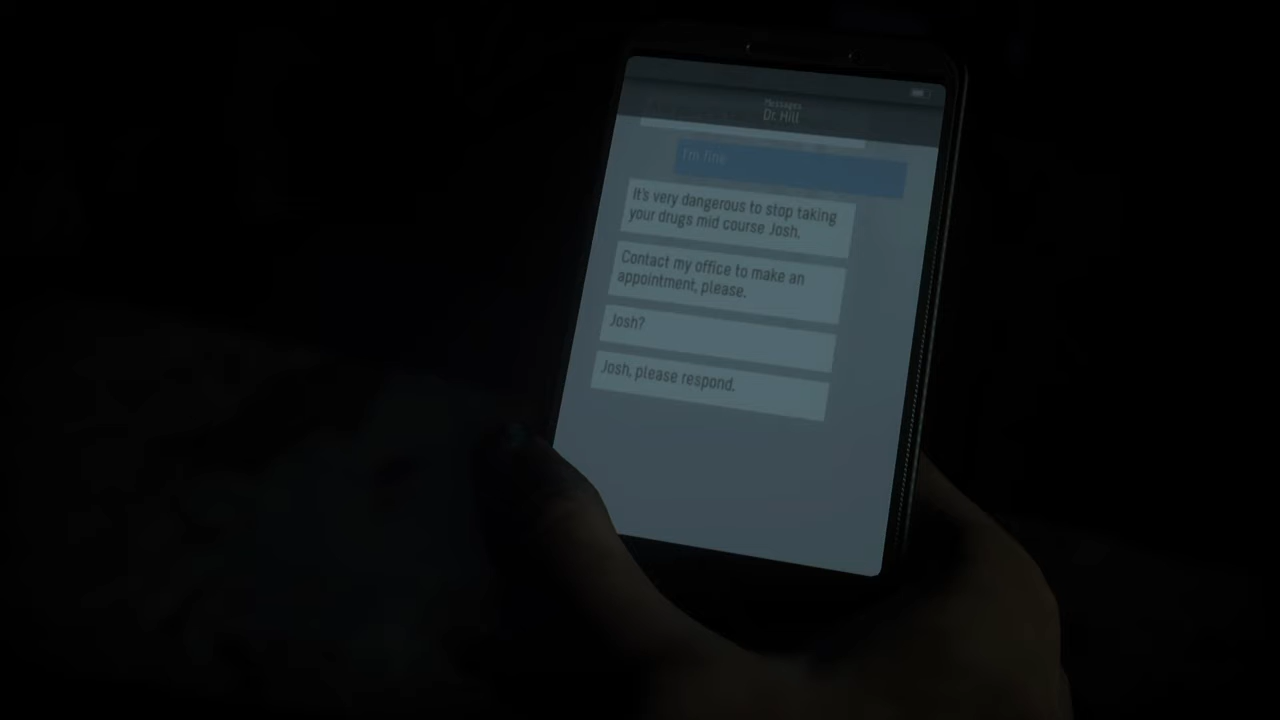 Messages
Dr. Hill
I'm fine
It's very dangerous to stop taking
your drugs mid course Josh.
Contact my office to make an
appointment, please.
Josh?
Josh, please respond.